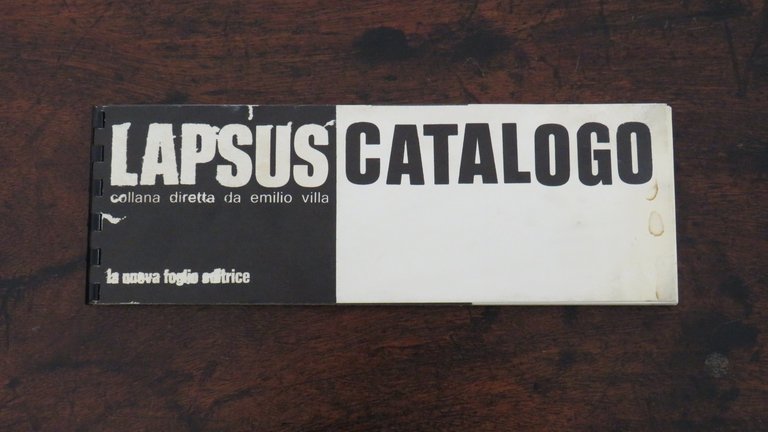 LAPSUS CATALOGO
collana diretta da emilio villa
la nuova foglio editrice